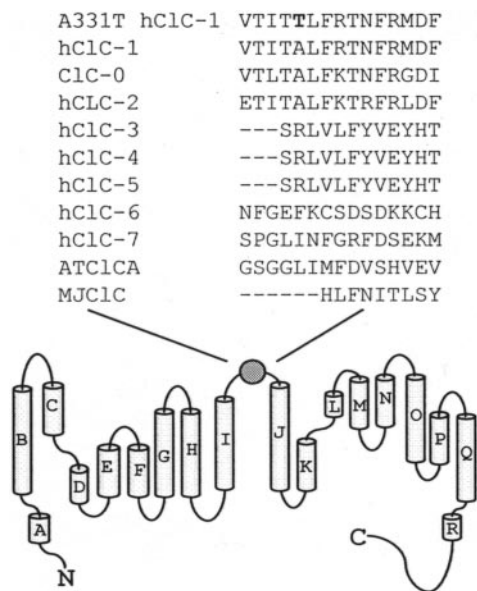 A331T hClC-1 VTITTLFRTNFRMDF
hClC-1 VTITALFRTNFRMDF
ClC-0 VTLTALFKTNFRGDI
hCLC-2 ETITALFKTRFRLDF
hClC-3 ---SRLVLFYVEYHT
hClC-4 ---SRLVLFYVEYHT
hClC-5 ---SRLVLFYVEYHT
hClC-6 NFGEFKCSDSDKKCH
hClC-7 SPGLINFGRFDSEKM
ATClCA GSGGLIMFDVSHVEV
MJClC ------HLFNITLSY
B C D E F G H I J K L M N O P Q
A N C R